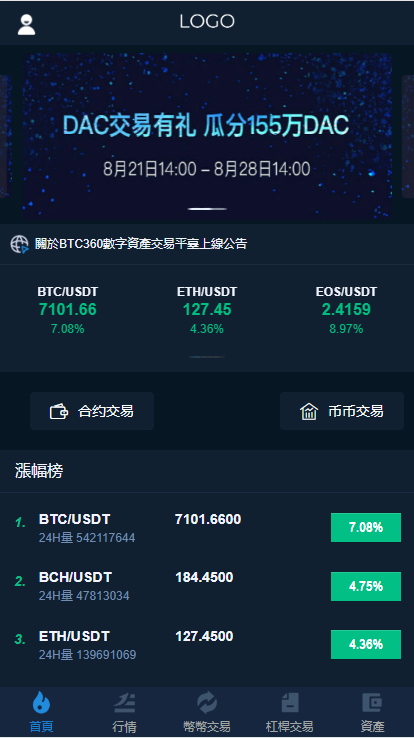 LOGO
DAC交易有礼 瓜分155万DAC
8月21日14:00 – 8月28日14:00
關於BTC360數字資產交易平臺上線公告
BTC/USDT ETH/USDT EOS/USDT
7101.66 127.45 2.4159
7.08% 4.36% 8.97%
合约交易 币币交易
漲幅榜
1. BTC/USDT 7101.6600 7.08%
24H量 542117644
2. BCH/USDT 184.4500 4.75%
24H量 47813034
3. ETH/USDT 127.4500 4.36%
24H量 139691069
首頁 行情 幣幣交易 杠桿交易 資產